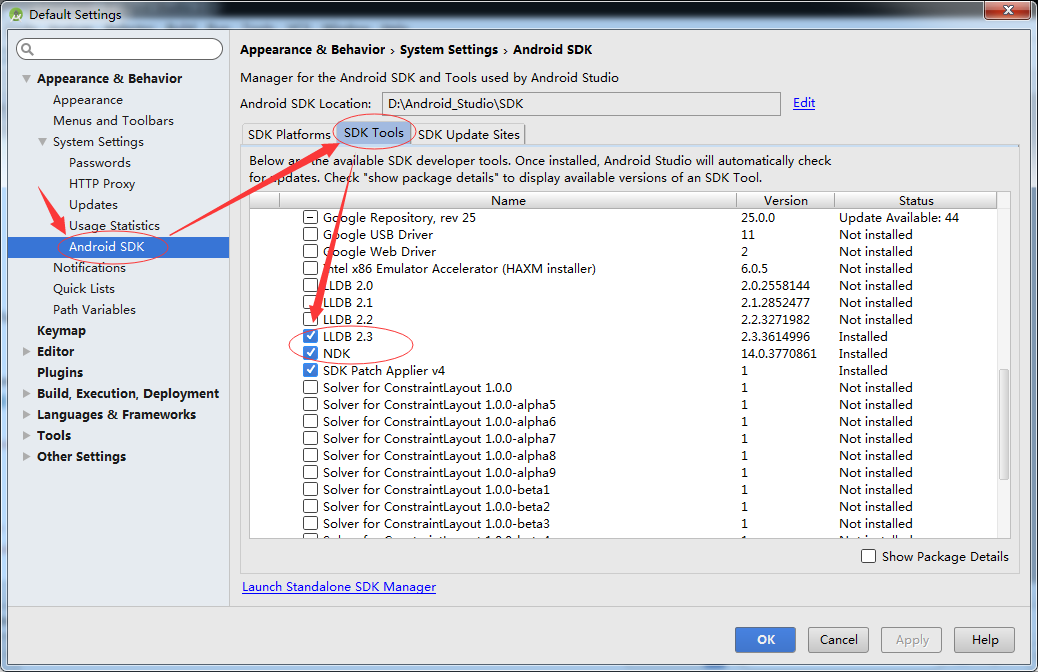 Default Settings
Appearance & Behavior
Appearance
Menus and Toolbars
System Settings
Passwords
HTTP Proxy
Updates
Usage Statistics
Android SDK
Notifications
Quick Lists
Path Variables
Keymap
Editor
Plugins
Build, Execution, Deployment
Languages & Frameworks
Tools
Other Settings
Appearance & Behavior › System Settings › Android SDK
Manager for the Android SDK and Tools used by Android Studio
Android SDK Location: D:\Android_Studio\SDK Edit
SDK Platforms SDK Tools SDK Update Sites
Below are the available SDK developer tools. Once installed, Android Studio will automatically check
for updates. Check "show package details" to display available versions of an SDK Tool.
Name Version Status
Google Repository, rev 25 25.0.0 Update Available: 44
Google USB Driver 11 Not installed
Google Web Driver 2 Not installed
Intel x86 Emulator Accelerator (HAXM installer) 6.0.5 Not installed
LLDB 2.0 2.0.2558144 Not installed
LLDB 2.1 2.1.2852477 Not installed
LLDB 2.2 2.2.3271982 Not installed
LLDB 2.3 2.3.3614996 Installed
NDK 14.0.3770861 Installed
SDK Patch Applier v4 1 Installed
Solver for ConstraintLayout 1.0.0 1 Not installed
Solver for ConstraintLayout 1.0.0-alpha5 1 Not installed
Solver for ConstraintLayout 1.0.0-alpha6 1 Not installed
Solver for ConstraintLayout 1.0.0-alpha7 1 Not installed
Solver for ConstraintLayout 1.0.0-alpha8 1 Not installed
Solver for ConstraintLayout 1.0.0-alpha9 1 Not installed
Solver for ConstraintLayout 1.0.0-beta1 1 Not installed
Solver for ConstraintLayout 1.0.0-beta2 1 Not installed
Solver for ConstraintLayout 1.0.0-beta3 1 Not installed
Show Package Details
Launch Standalone SDK Manager
OK Cancel Apply Help